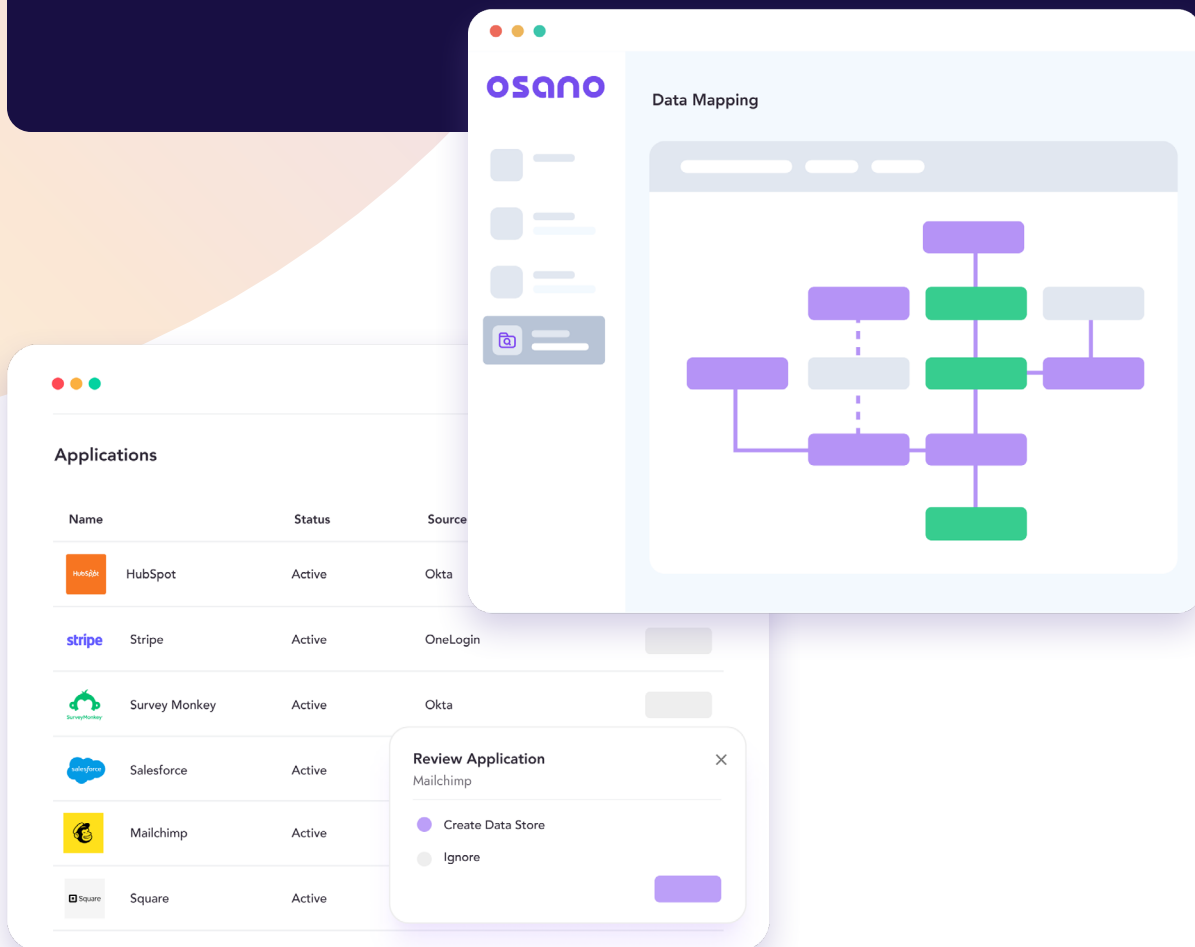 osano
Data Mapping
Applications
Name Status Source
HubSpot HubSpot Active Okta
stripe Stripe Active OneLogin
SurveyMonkey Survey Monkey Active Okta
salesforce Salesforce Active
Mailchimp Active
Square Square Active
Review Application
Mailchimp
Create Data Store
Ignore